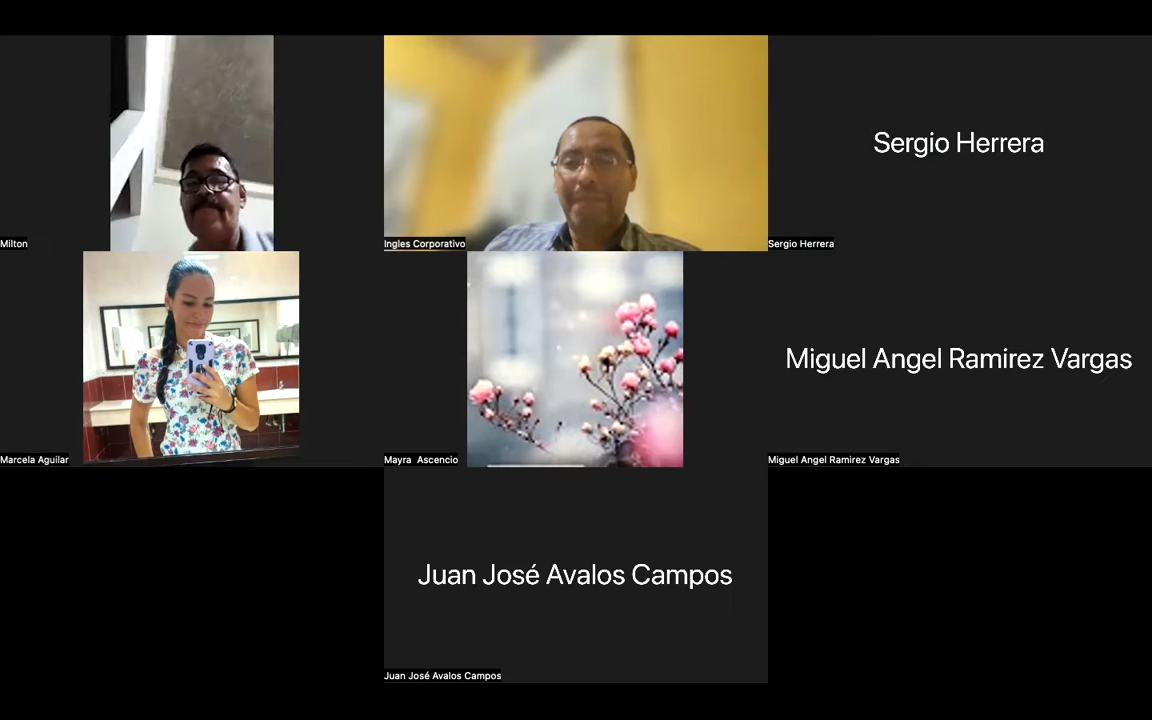 Sergio Herrera
Milton
Ingles Corporativo
Sergio Herrera
Miguel Angel Ramirez Vargas
Marcela Aguilar
Mayra Ascencio
Miguel Angel Ramirez Vargas
Juan José Avalos Campos
Juan José Avalos Campos